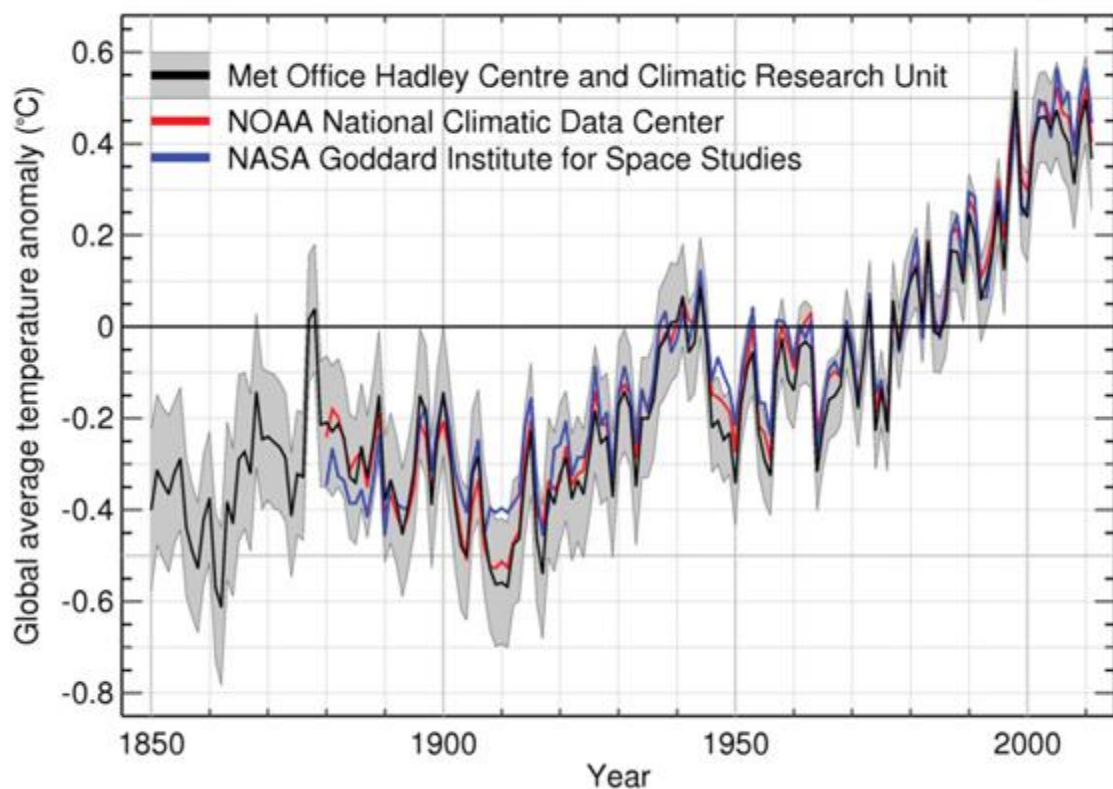 Global average temperature anomaly (°C)
0.6
0.4
0.2
0
-0.2
-0.4
-0.6
-0.8
Met Office Hadley Centre and Climatic Research Unit
NOAA National Climatic Data Center
NASA Goddard Institute for Space Studies
1850 1900 1950 2000
Year